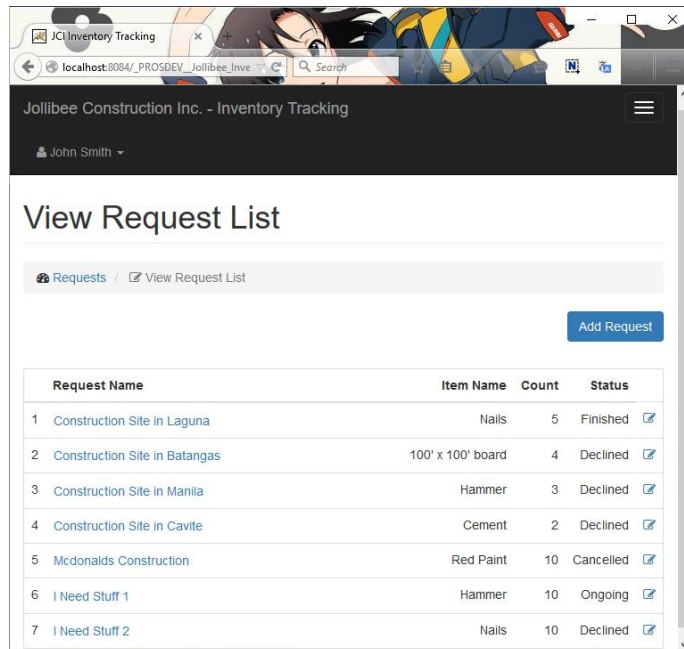 JCI Inventory Tracking
localhost:8084/_PROSDEV__Jollibee_Inve
Search
Jollibee Construction Inc. - Inventory Tracking
John Smith
View Request List
Requests / View Request List
Add Request
Request Name Item Name Count Status
1 Construction Site in Laguna Nails 5 Finished
2 Construction Site in Batangas 100' x 100' board 4 Declined
3 Construction Site in Manila Hammer 3 Declined
4 Construction Site in Cavite Cement 2 Declined
5 Mcdonalds Construction Red Paint 10 Cancelled
6 I Need Stuff 1 Hammer 10 Ongoing
7 I Need Stuff 2 Nails 10 Declined